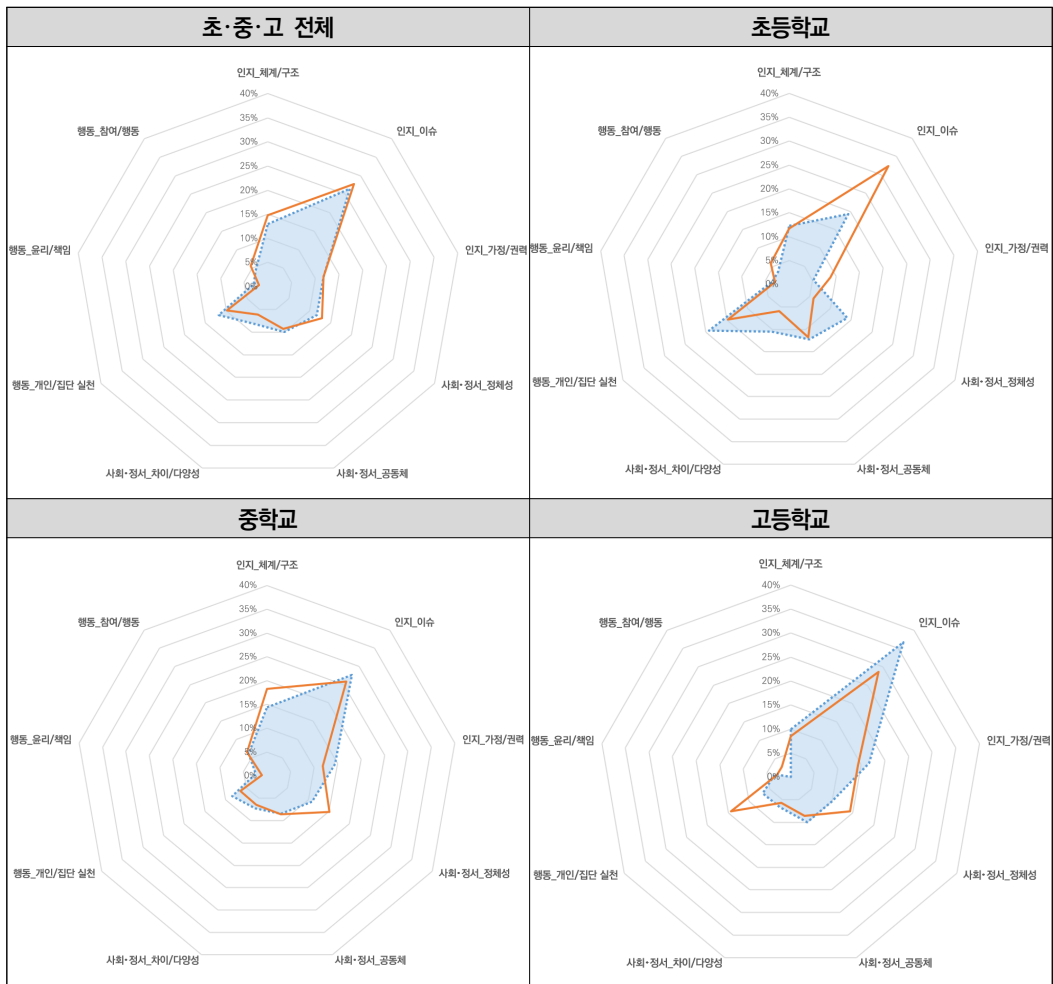 초·중·고 전체
인지_체계/구조
40%
35%
30%
25%
20%
15%
10%
5%
0%
인지_이슈
인지_가정/권력
사회·정서_정체성
사회·정서_공동체
사회·정서_차이/다양성
행동_개인/집단 실천
행동_윤리/책임
행동_참여/행동
초등학교
인지_체계/구조
40%
35%
30%
25%
20%
15%
10%
5%
0%
인지_이슈
인지_가정/권력
사회·정서_정체성
사회·정서_공동체
사회·정서_차이/다양성
행동_개인/집단 실천
행동_윤리/책임
행동_참여/행동
중학교
인지_체계/구조
40%
35%
30%
25%
20%
15%
10%
5%
0%
인지_이슈
인지_가정/권력
사회·정서_정체성
사회·정서_공동체
사회·정서_차이/다양성
행동_개인/집단 실천
행동_윤리/책임
행동_참여/행동
고등학교
인지_체계/구조
40%
35%
30%
25%
20%
15%
10%
5%
0%
인지_이슈
인지_가정/권력
사회·정서_정체성
사회·정서_공동체
사회·정서_차이/다양성
행동_개인/집단 실천
행동_윤리/책임
행동_참여/행동